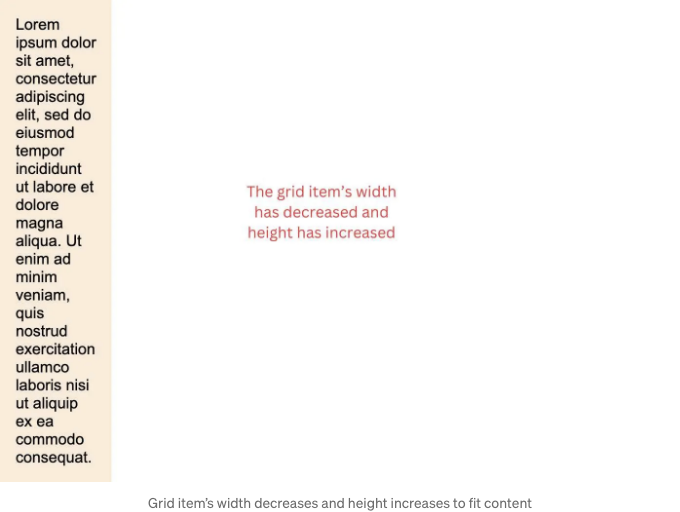 Lorem
ipsum dolor
sit amet,
consectetur
adipiscing
elit, sed do
eiusmod
tempor
incididunt
ut labore et
dolore
magna
aliqua. Ut
enim ad
minim
veniam,
quis
nostrud
exercitation
ullamco
laboris nisi
ut aliquip
ex ea
commodo
consequat.
The grid item's width
has decreased and
height has increased
Grid item's width decreases and height increases to fit content